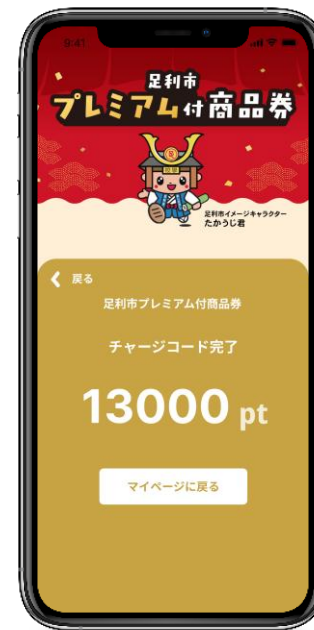 9:41
足利市
プレミアム付商品券
足利市イメージキャラクター
たかうじ君
戻る
足利市プレミアム付商品券
チャージコード完了
13000 pt
マイページに戻る